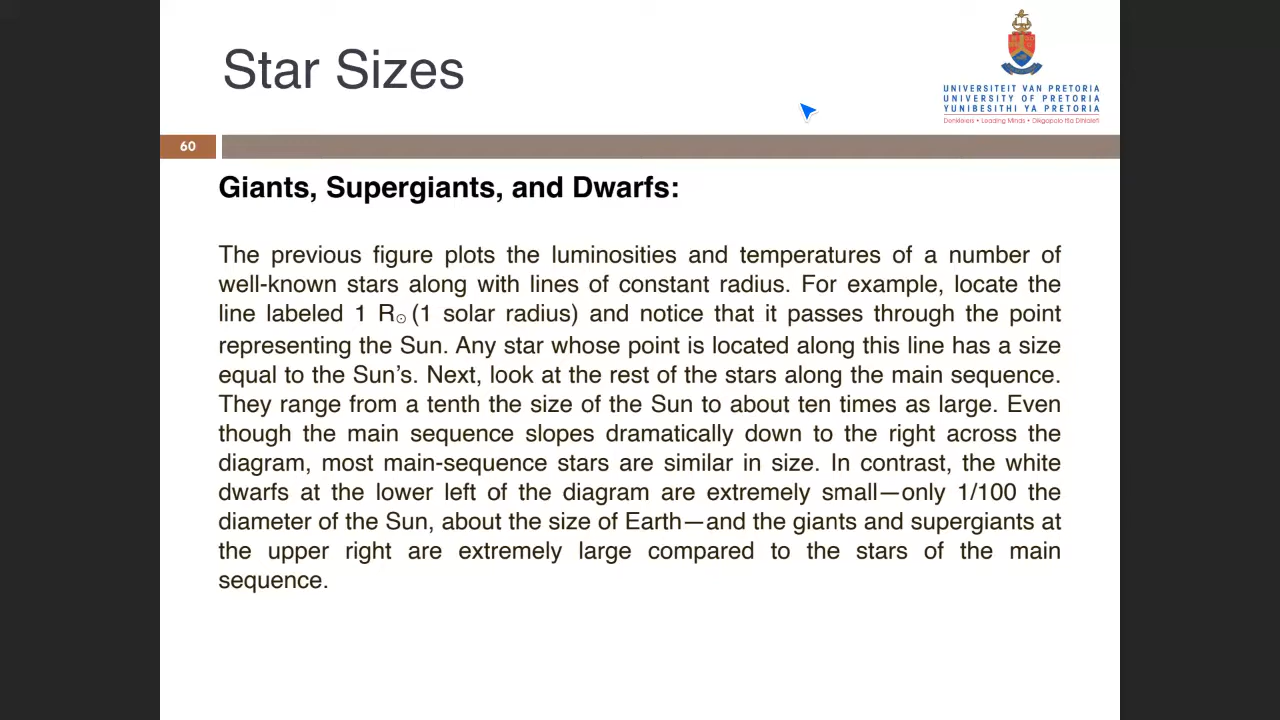 Star Sizes
UNIVERSITEIT VAN PRETORIA
UNIVERSITY OF PRETORIA
YUNIBESITHI YA PRETORIA
Denkleiers • Leading Minds • Dikgopolo tša Dihlalefi
60
Giants, Supergiants, and Dwarfs:
The previous figure plots the luminosities and temperatures of a number of
well-known stars along with lines of constant radius. For example, locate the
line labeled 1 R☉ (1 solar radius) and notice that it passes through the point
representing the Sun. Any star whose point is located along this line has a size
equal to the Sun’s. Next, look at the rest of the stars along the main sequence.
They range from a tenth the size of the Sun to about ten times as large. Even
though the main sequence slopes dramatically down to the right across the
diagram, most main-sequence stars are similar in size. In contrast, the white
dwarfs at the lower left of the diagram are extremely small—only 1/100 the
diameter of the Sun, about the size of Earth—and the giants and supergiants at
the upper right are extremely large compared to the stars of the main
sequence.